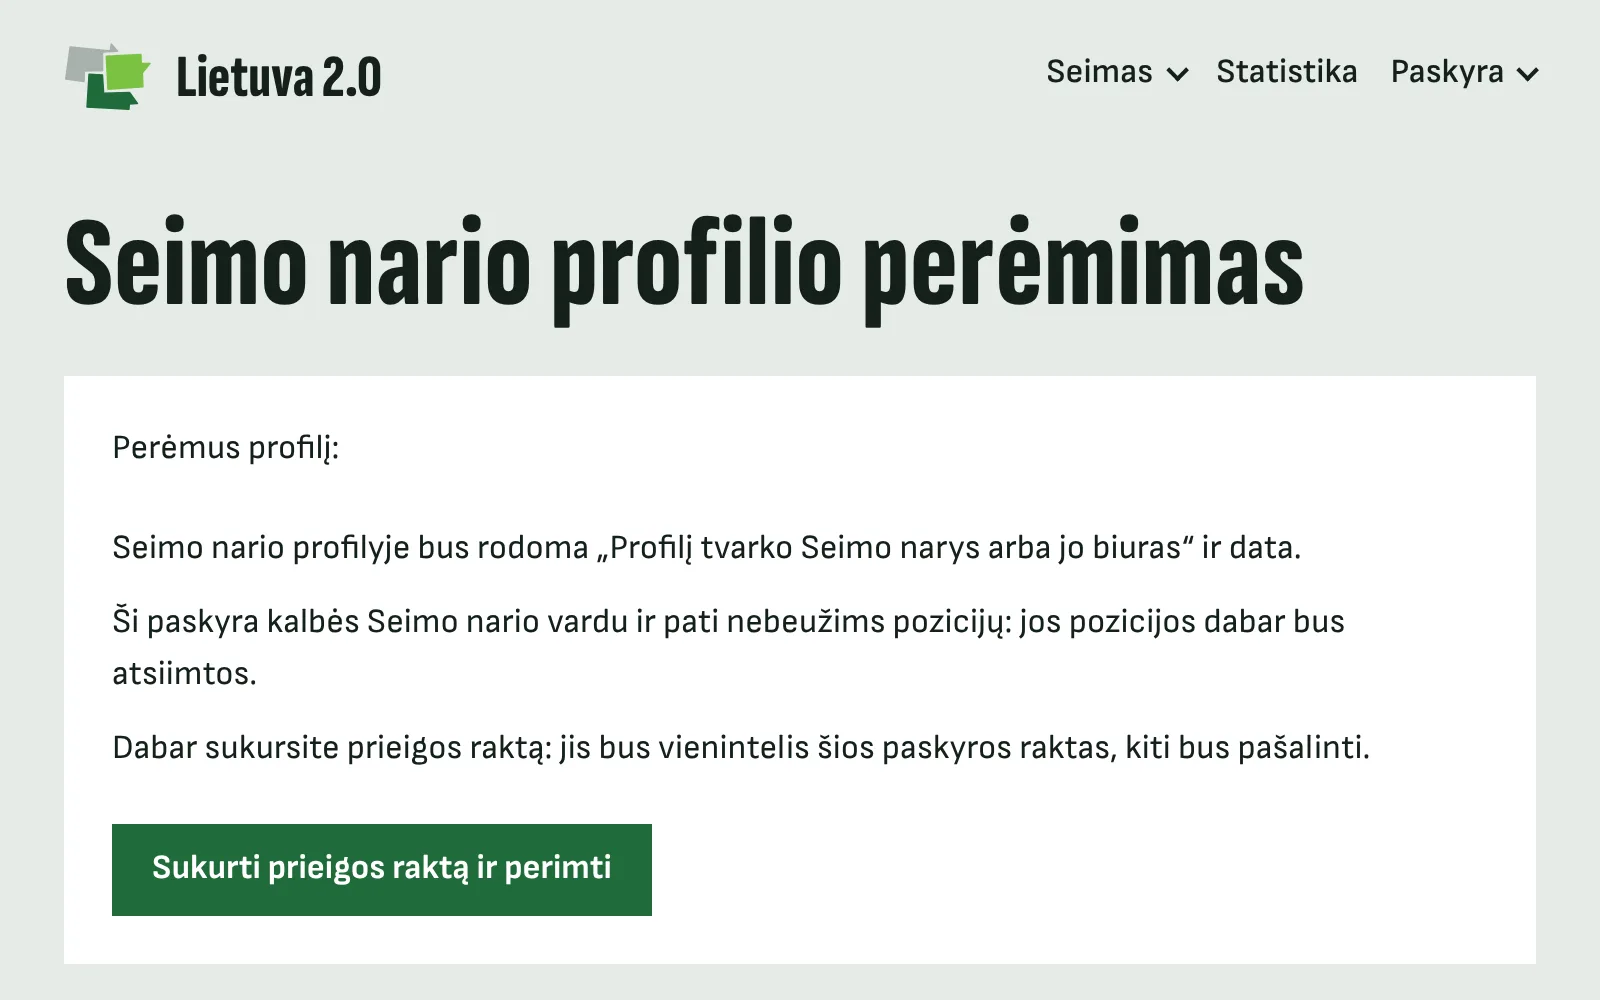 Lietuva 2.0
Seimas
Statistika
Paskyra
Seimo nario profilio perėmimas
Perėmus profilį:
Seimo nario profilyje bus rodoma „Profilį tvarko Seimo narys arba jo biuras“ ir data.
Ši paskyra kalbės Seimo nario vardu ir pati nebeužims pozicijų: jos pozicijos dabar bus
atsiimtos.
Dabar sukursite prieigos raktą: jis bus vienintelis šios paskyros raktas, kiti bus pašalinti.
Sukurti prieigos raktą ir perimti